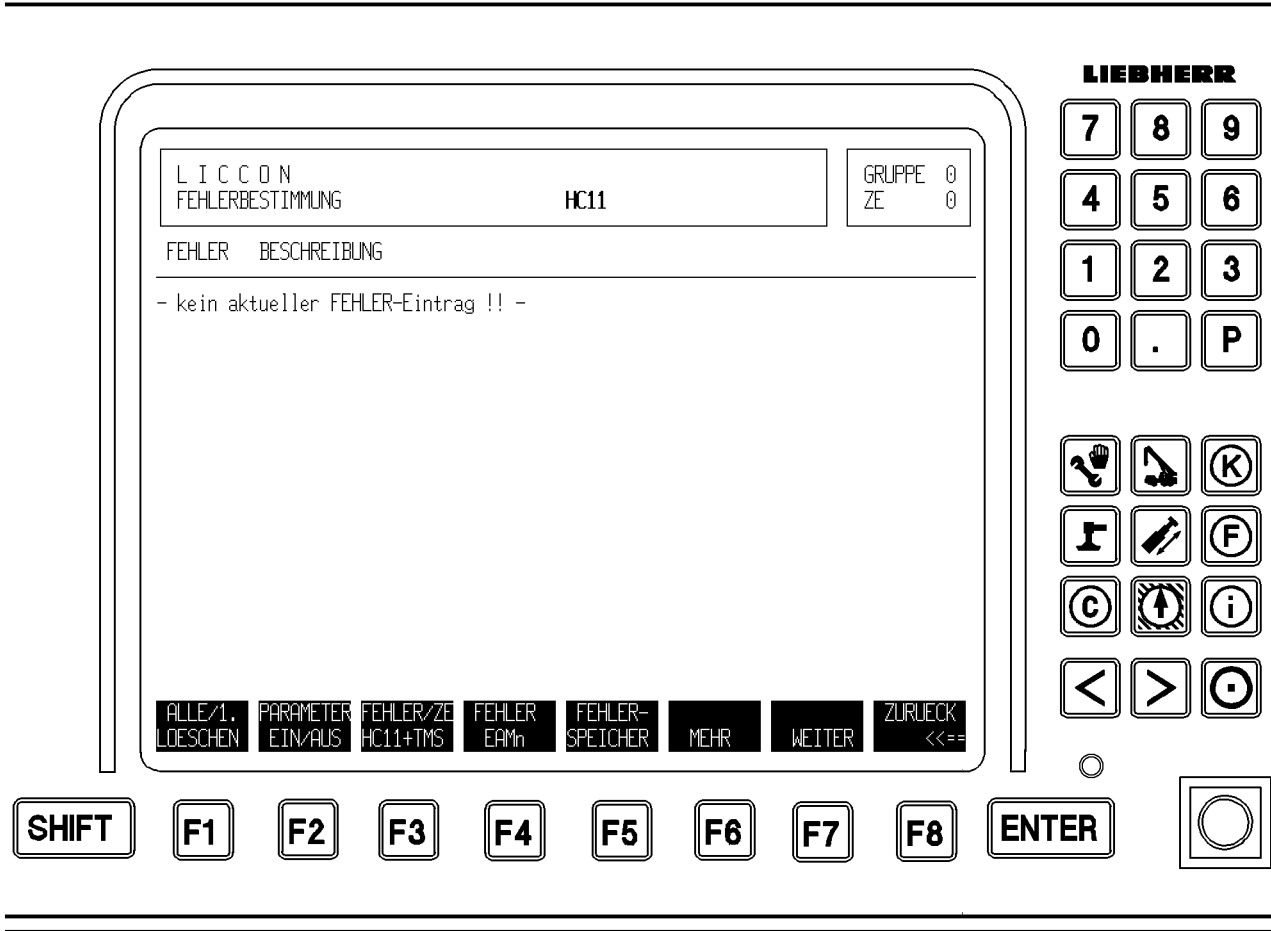 LIEBHERR
L I C C O N
FEHLERBESTIMMUNG HC11
GRUPPE 0
ZE 0
FEHLER BESCHREIBUNG
- kein aktueller FEHLER-Eintrag !! -
ALLE/1. PARAMETER FEHLER/ZE FEHLER FEHLER- ZURUECK
LOESCHEN EIN/AUS HC11+TMS EAMn SPEICHER MEHR WEITER <<==
7 8 9
4 5 6
1 2 3
0 . P
K
F
C i
< >
SHIFT F1 F2 F3 F4 F5 F6 F7 F8 ENTER